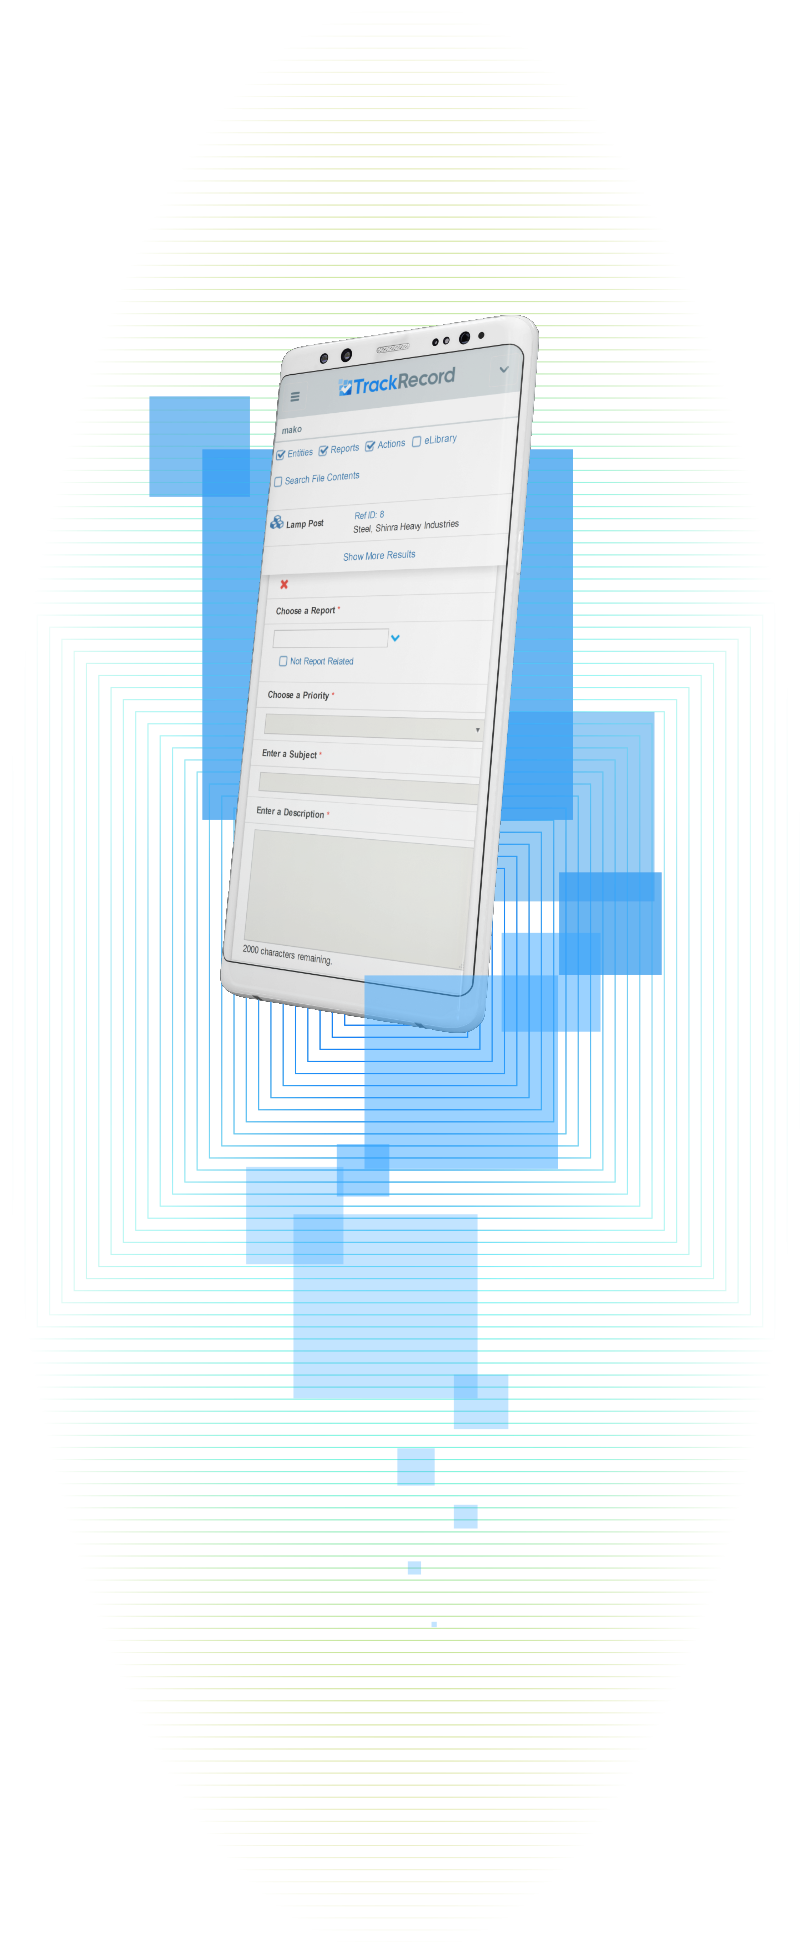 TrackRecord
mako
Entities Reports Actions eLibrary
Search File Contents
Lamp Post
Ref ID: 8
Steel, Shinra Heavy Industries
Show More Results
Choose a Report *
Not Report Related
Choose a Priority *
Enter a Subject *
Enter a Description *
2000 characters remaining.